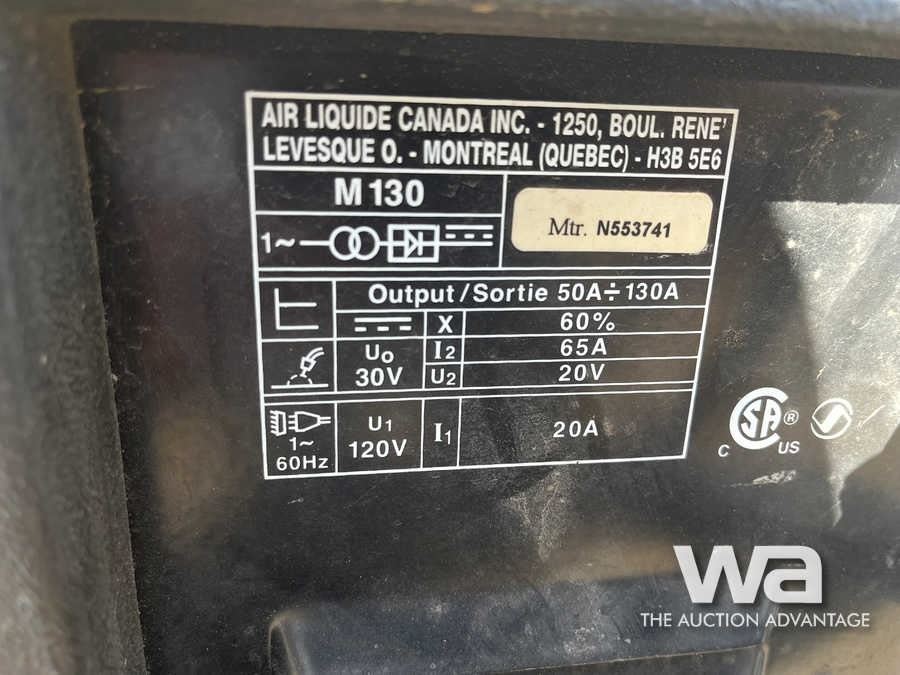 AIR LIQUIDE CANADA INC. - 1250, BOUL. RENE'
LEVESQUE O. - MONTREAL (QUEBEC) - H3B 5E6
M 130
Mtr. N553741
1~
Output/Sortie 50A÷130A
X 60%
U0 30V
I2 65A
U2 20V
1~ 60Hz
U1 120V
I1 20A
C SA ® US
wa
THE AUCTION ADVANTAGE